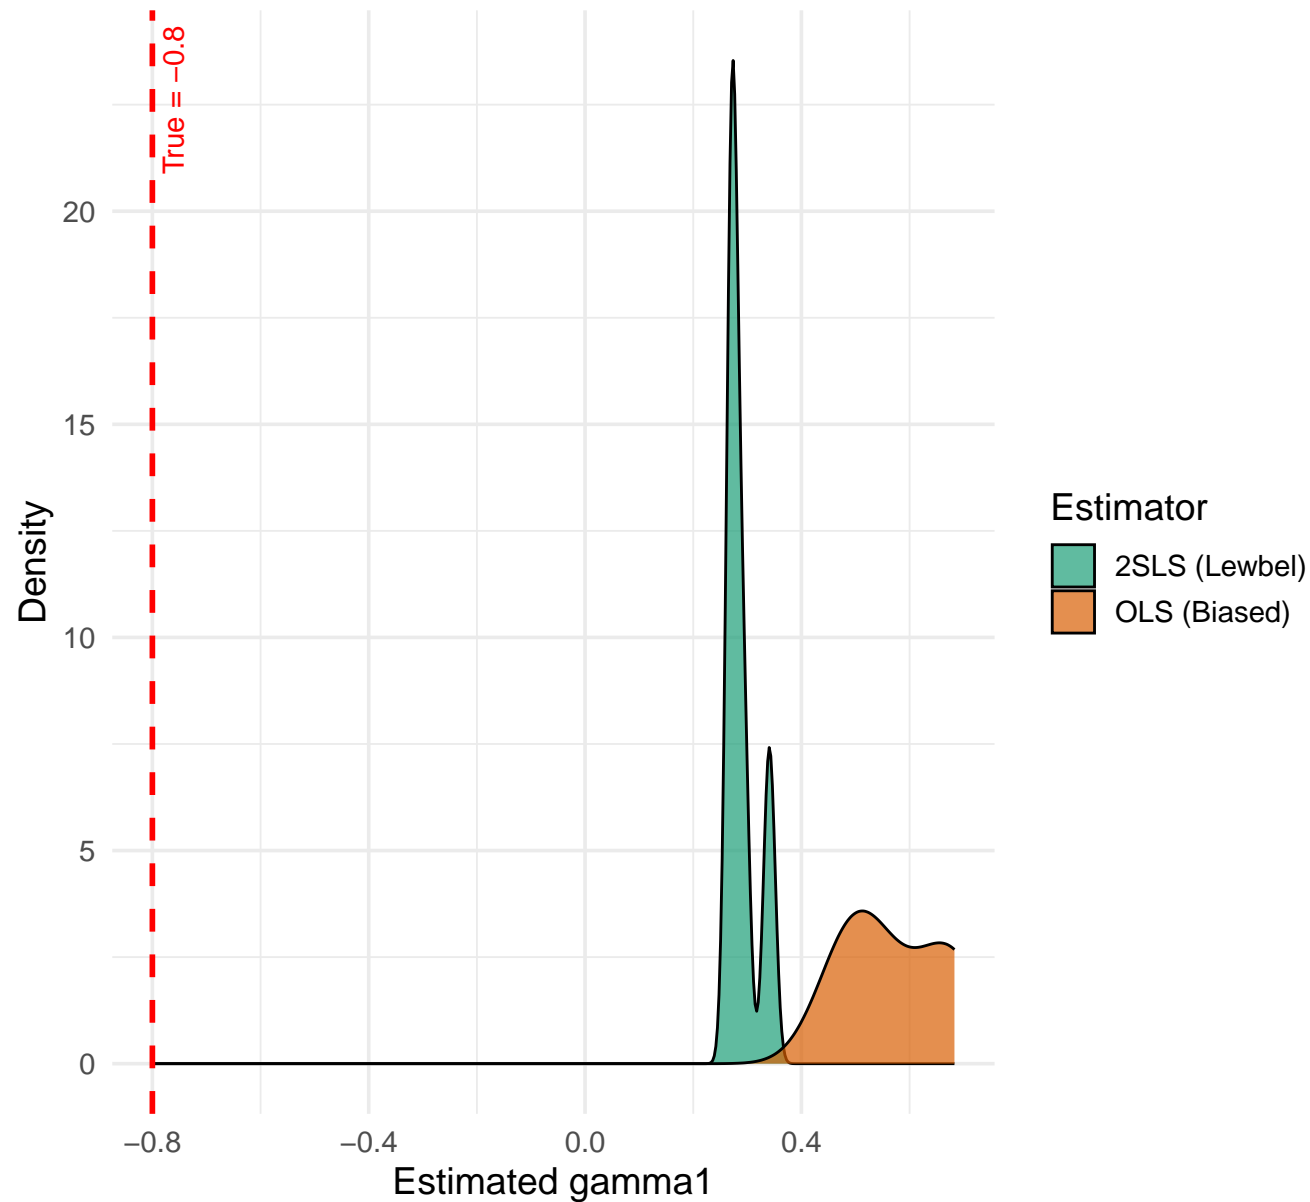 True = −0.8
20
15
10
5
0
Density
−0.8
−0.4
0.0
0.4
Estimated gamma1
Estimator
2SLS (Lewbel)
OLS (Biased)